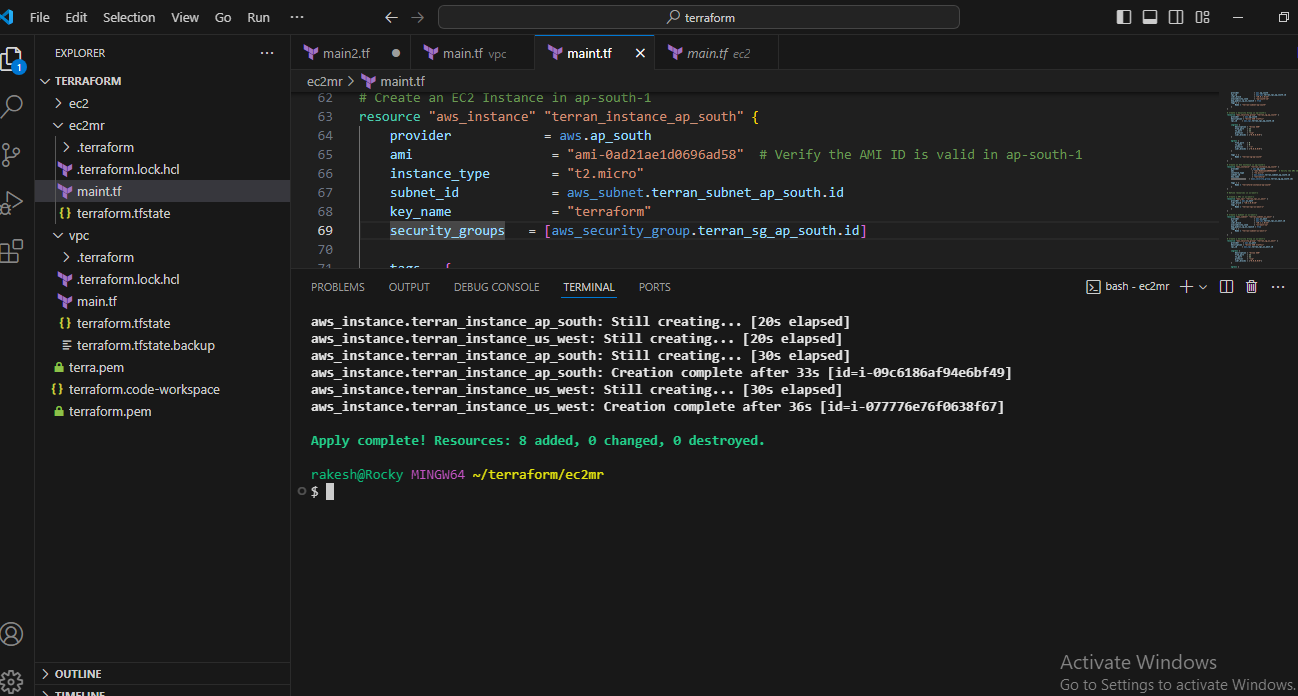 File Edit Selection View Go Run ···
terraform
EXPLORER ···
TERRAFORM
ec2
ec2mr
.terraform
.terraform.lock.hcl
maint.tf
terraform.tfstate
vpc
.terraform
.terraform.lock.hcl
main.tf
terraform.tfstate
terraform.tfstate.backup
terra.pem
terraform.code-workspace
terraform.pem
OUTLINE
TIMELINE
1
main2.tf main.tf vpc maint.tf main.tf ec2
ec2mr > maint.tf
62 # Create an EC2 Instance in ap-south-1
63 resource "aws_instance" "terran_instance_ap_south" {
64 provider = aws.ap_south
65 ami = "ami-0ad21ae1d0696ad58" # Verify the AMI ID is valid in ap-south-1
66 instance_type = "t2.micro"
67 subnet_id = aws_subnet.terran_subnet_ap_south.id
68 key_name = "terraform"
69 security_groups = [aws_security_group.terran_sg_ap_south.id]
70
71 tags = {
PROBLEMS OUTPUT DEBUG CONSOLE TERMINAL PORTS bash - ec2mr
aws_instance.terran_instance_ap_south: Still creating... [20s elapsed]
aws_instance.terran_instance_us_west: Still creating... [20s elapsed]
aws_instance.terran_instance_ap_south: Still creating... [30s elapsed]
aws_instance.terran_instance_ap_south: Creation complete after 33s [id=i-09c6186af94e6bf49]
aws_instance.terran_instance_us_west: Still creating... [30s elapsed]
aws_instance.terran_instance_us_west: Creation complete after 36s [id=i-077776e76f0638f67]
Apply complete! Resources: 8 added, 0 changed, 0 destroyed.
rakesh@Rocky MINGW64 ~/terraform/ec2mr
$
Activate Windows
Go to Settings to activate Windows.